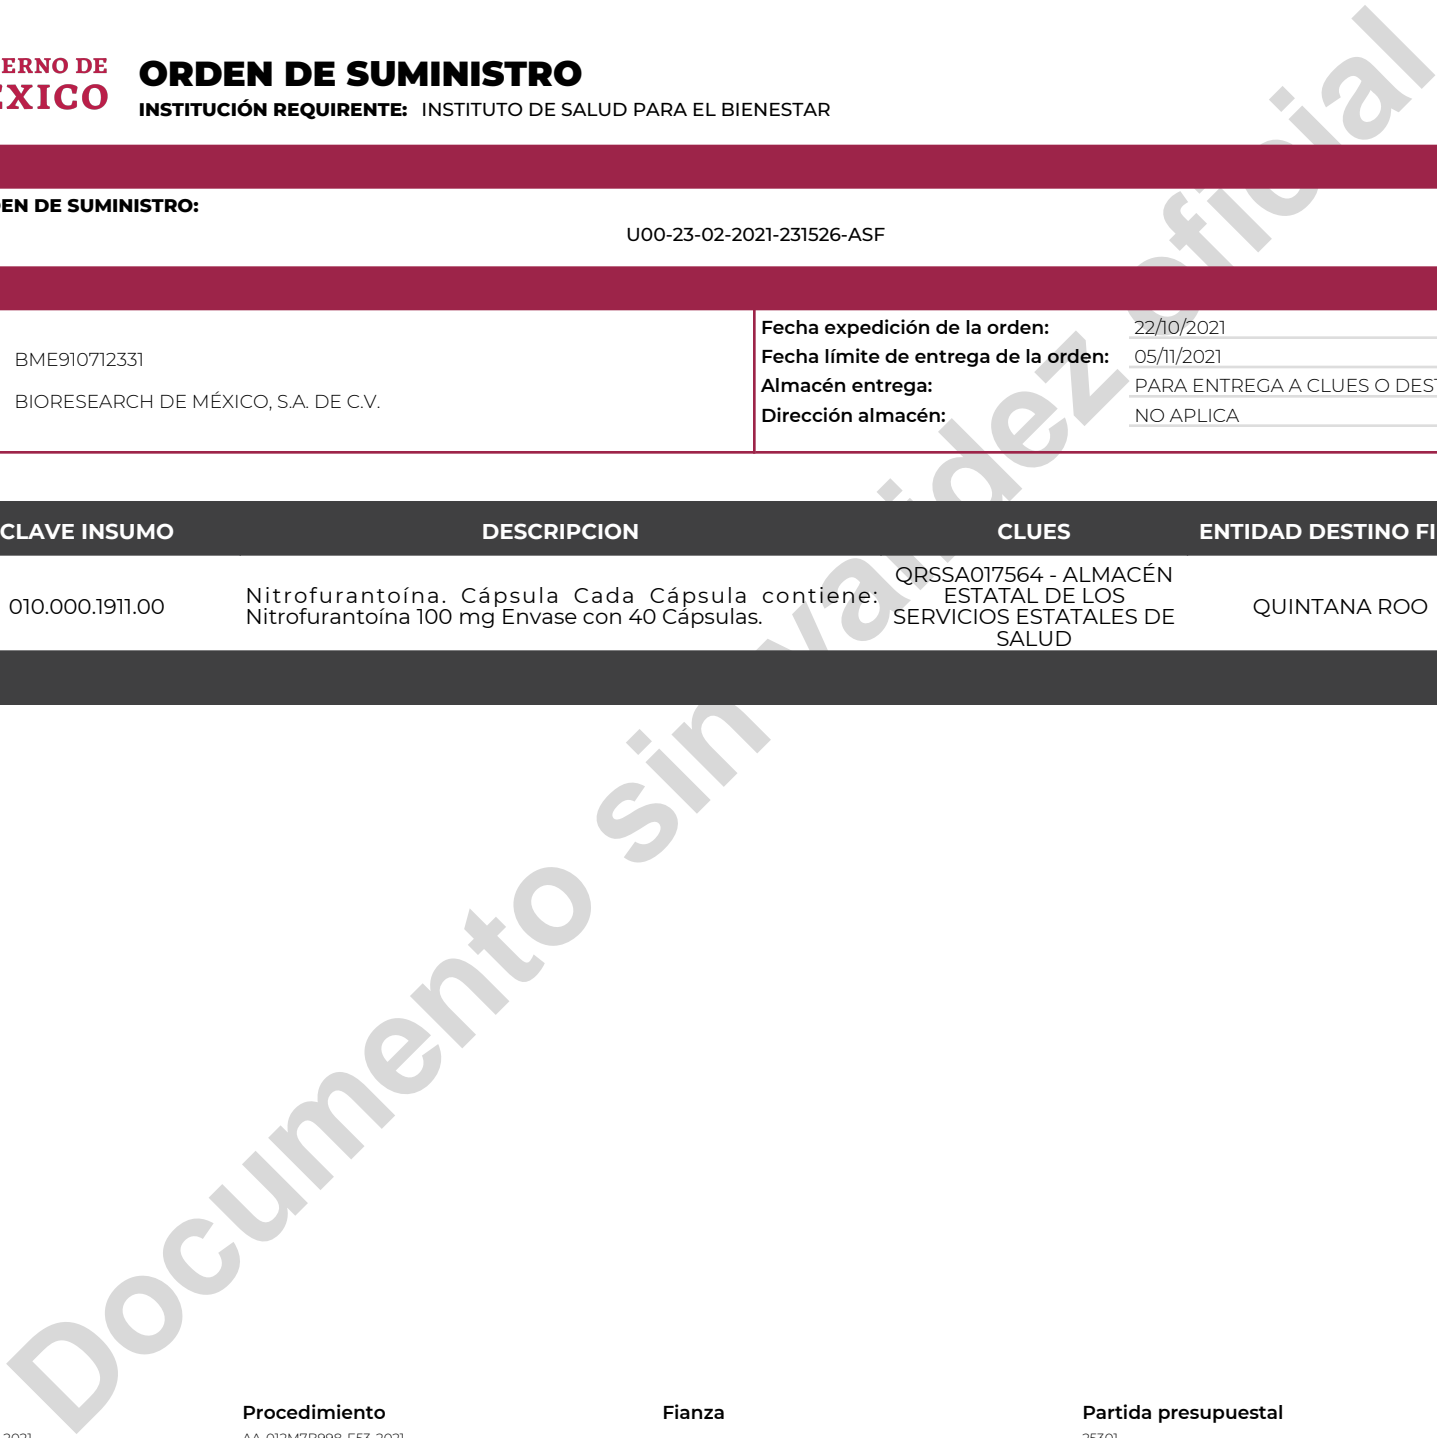 ERNO DE
ÉXICO
ORDEN DE SUMINISTRO
INSTITUCIÓN REQUIRENTE: INSTITUTO DE SALUD PARA EL BIENESTAR
EN DE SUMINISTRO:
U00-23-02-2021-231526-ASF
BME910712331
BIORESEARCH DE MÉXICO, S.A. DE C.V.
Fecha expedición de la orden: 22/10/2021
Fecha límite de entrega de la orden: 05/11/2021
Almacén entrega: PARA ENTREGA A CLUES O DEST
Dirección almacén: NO APLICA
CLAVE INSUMO DESCRIPCION CLUES ENTIDAD DESTINO FI
010.000.1911.00
Nitrofurantoína. Cápsula Cada Cápsula contiene:
Nitrofurantoína 100 mg Envase con 40 Cápsulas.
QRSSA017564 - ALMACÉN
ESTATAL DE LOS
SERVICIOS ESTATALES DE
SALUD
QUINTANA ROO
Documento sin validez oficial
Procedimiento Fianza Partida presupuestal